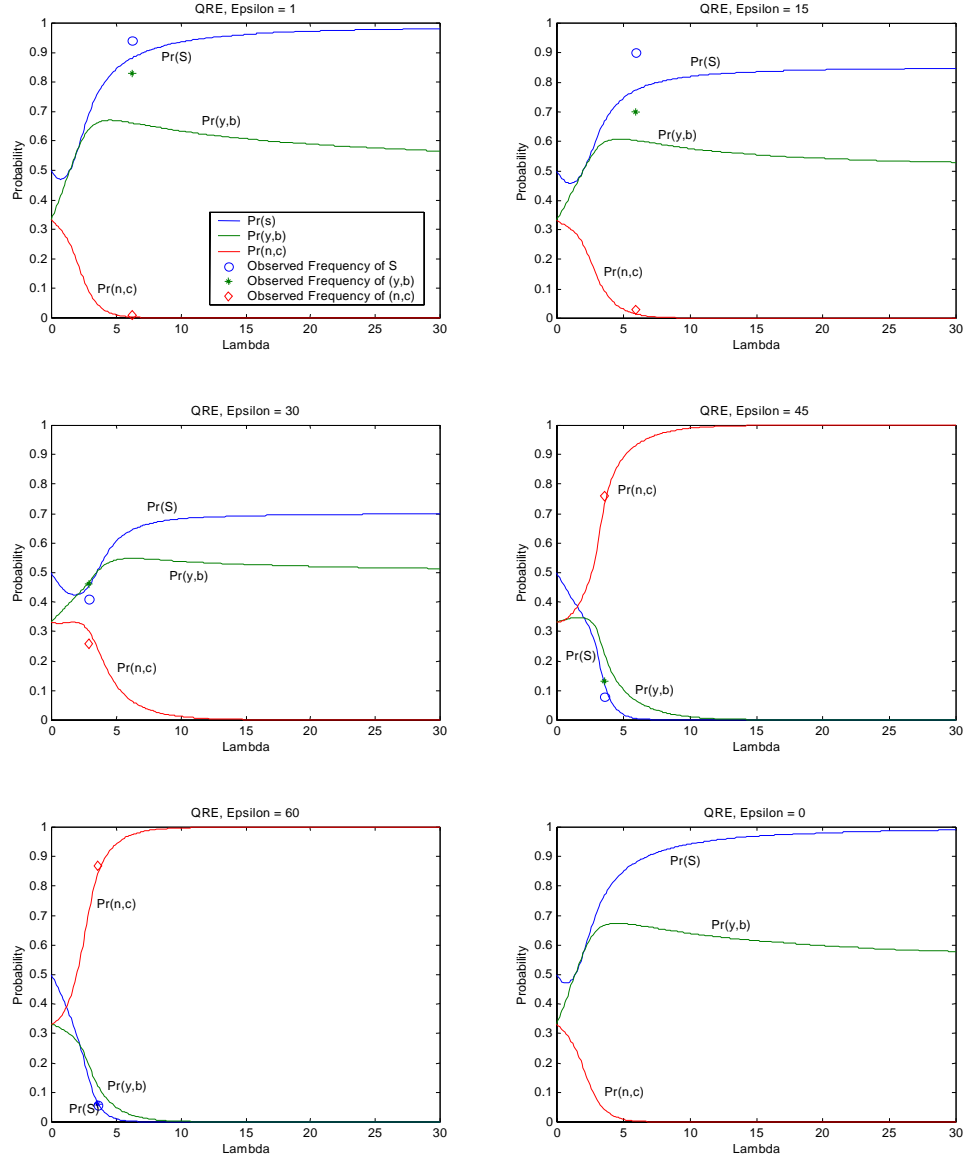 QRE, Epsilon = 1
1
0.9
0.8
0.7
0.6
0.5
0.4
0.3
0.2
0.1
0
Probability
Pr(S)
Pr(y,b)
Pr(n,c)
Pr(s)
Pr(y,b)
Pr(n,c)
Observed Frequency of S
Observed Frequency of (y,b)
Observed Frequency of (n,c)
0 5 10 15 20 25 30
Lambda
QRE, Epsilon = 15
1
0.9
0.8
0.7
0.6
0.5
0.4
0.3
0.2
0.1
0
Probability
Pr(S)
Pr(y,b)
Pr(n,c)
0 5 10 15 20 25 30
Lambda
QRE, Epsilon = 30
1
0.9
0.8
0.7
0.6
0.5
0.4
0.3
0.2
0.1
0
Probability
Pr(S)
Pr(y,b)
Pr(n,c)
0 5 10 15 20 25 30
Lambda
QRE, Epsilon = 45
1
0.9
0.8
0.7
0.6
0.5
0.4
0.3
0.2
0.1
0
Probability
Pr(n,c)
Pr(S)
Pr(y,b)
0 5 10 15 20 25 30
Lambda
QRE, Epsilon = 60
1
0.9
0.8
0.7
0.6
0.5
0.4
0.3
0.2
0.1
0
Probability
Pr(n,c)
Pr(y,b)
Pr(S)
0 5 10 15 20 25 30
Lambda
QRE, Epsilon = 0
1
0.9
0.8
0.7
0.6
0.5
0.4
0.3
0.2
0.1
0
Probability
Pr(S)
Pr(y,b)
Pr(n,c)
0 5 10 15 20 25 30
Lambda